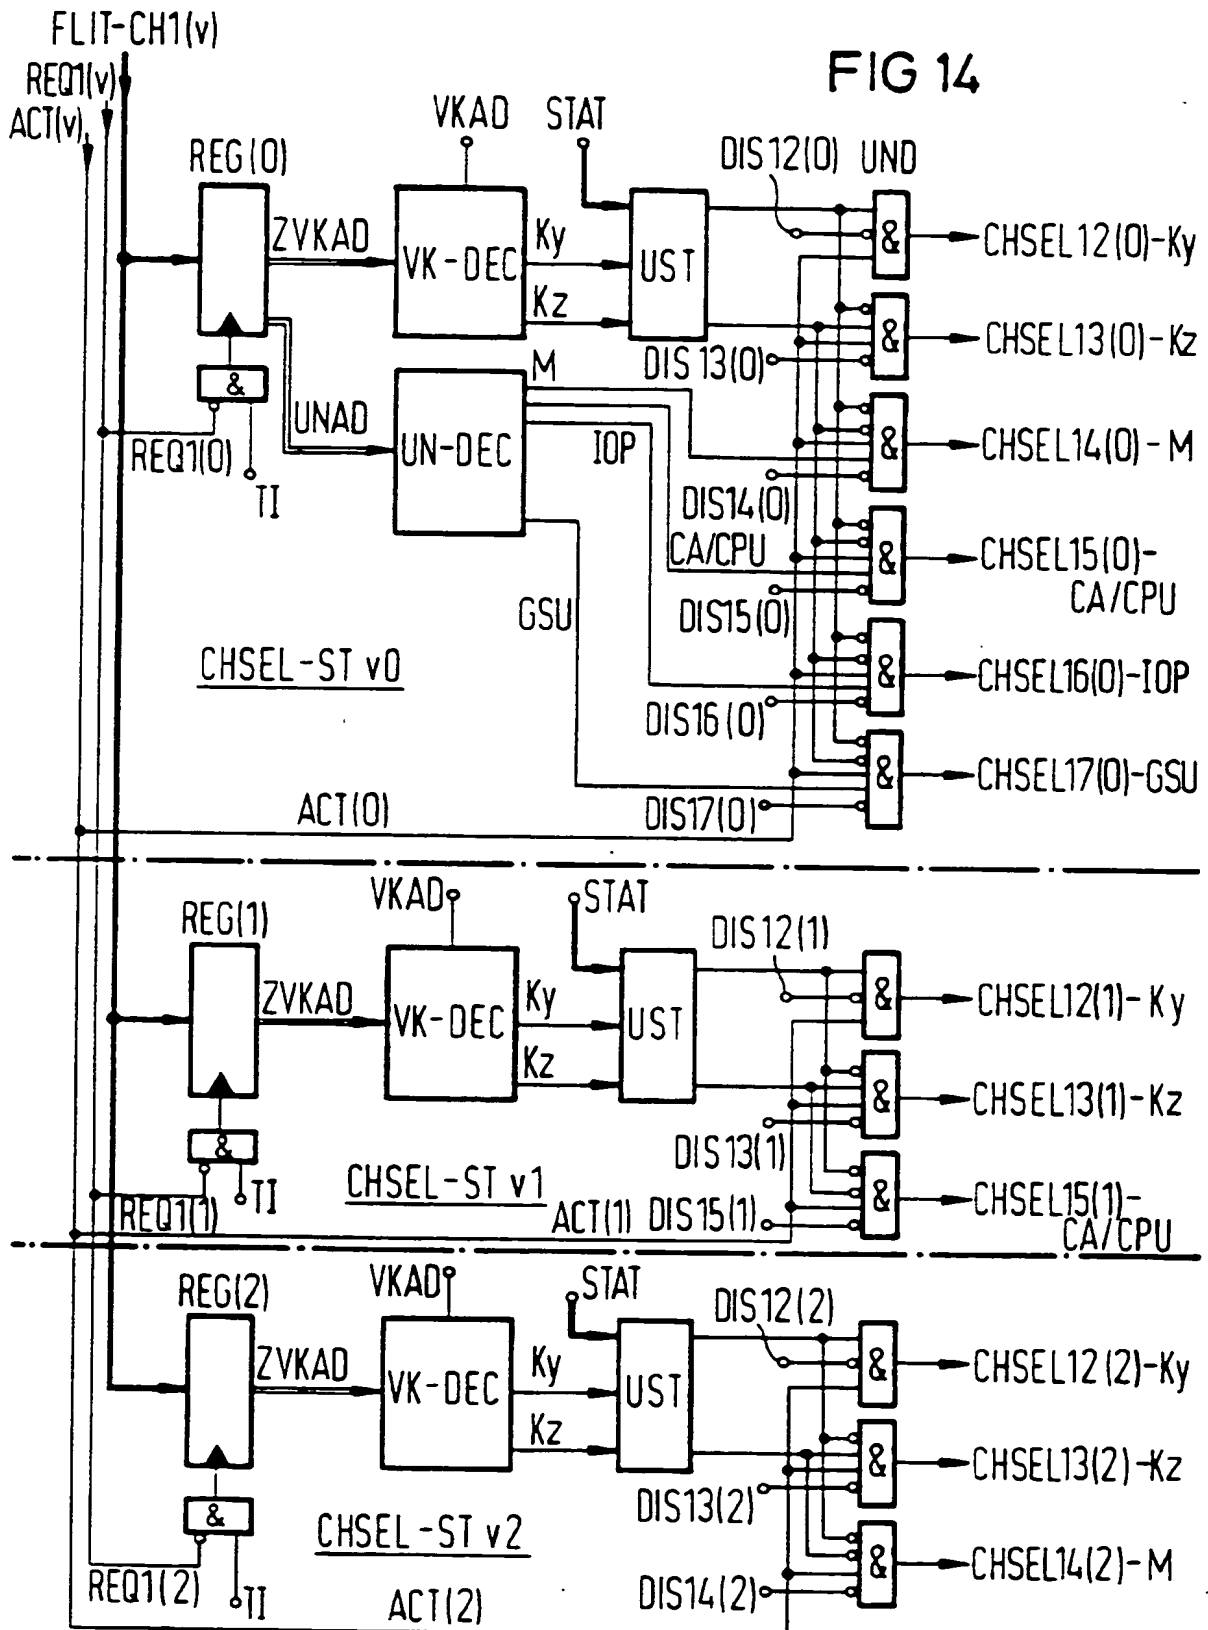 FLIT-CH1(v)
REQ1(v)
ACT(v)
FIG 14
VKAD
STAT
DIS12(0)
UND
REG(0)
ZVKAD
VK-DEC
Ky
Kz
UST
&
CHSEL12(0)-Ky
&
CHSEL13(0)-Kz
DIS13(0)
&
REQ1(0)
TI
UNAD
UN-DEC
M
IOP
CA/CPU
GSU
&
CHSEL14(0)-M
DIS14(0)
&
CHSEL15(0)-
CA/CPU
DIS15(0)
&
CHSEL16(0)-IOP
DIS16(0)
&
CHSEL17(0)-GSU
DIS17(0)
CHSEL-ST v0
ACT(0)
VKAD
STAT
DIS12(1)
REG(1)
ZVKAD
VK-DEC
Ky
Kz
UST
&
CHSEL12(1)-Ky
&
CHSEL13(1)-Kz
DIS13(1)
&
REQ1(1)
TI
CHSEL-ST v1
ACT(1)
DIS15(1)
&
CHSEL15(1)-
CA/CPU
VKAD
STAT
DIS12(2)
REG(2)
ZVKAD
VK-DEC
Ky
Kz
UST
&
CHSEL12(2)-Ky
&
CHSEL13(2)-Kz
DIS13(2)
&
REQ1(2)
TI
CHSEL-ST v2
&
CHSEL14(2)-M
DIS14(2)
ACT(2)